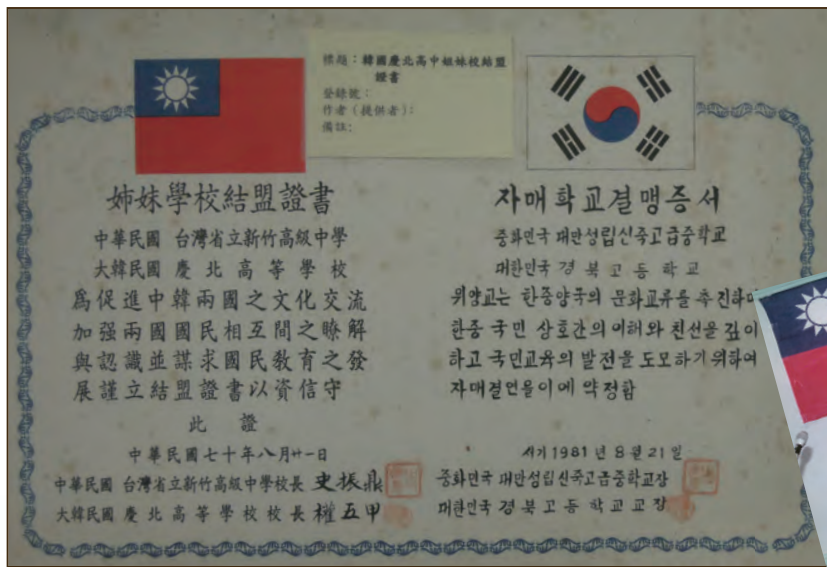 標題：韓國慶北高中姐妹校結盟
證書
登錄號：
作者（提供者）：
備註：
姊妹學校結盟證書
中華民國 台灣省立新竹高級中學
大韓民國 慶北高等學校
爲促進中韓兩國之文化交流
加强兩國國民相互間之瞭解
與認識並謀求國民教育之發
展謹立結盟證書以資信守
此 證
中華民國七十年八月廿一日
中華民國 台灣省立新竹高級中學校長 史振鼎
大韓民國 慶北高等學校校長 權五甲
자매학교결맹증서
중화민국 대만성립신죽고급중학교
대한민국 경북고등학교
위양교는 한중양국의 문화교류를 촉진하며
한중 국민 상호간의 이해와 친선을 깊이
하고 국민교육의 발전을 도모하기위하여
자매결연을이에 약정함
서기 1981 년 8 월 21 일
중화민국 대만성립신죽고급중학교장
대한민국 경북고등학교교장